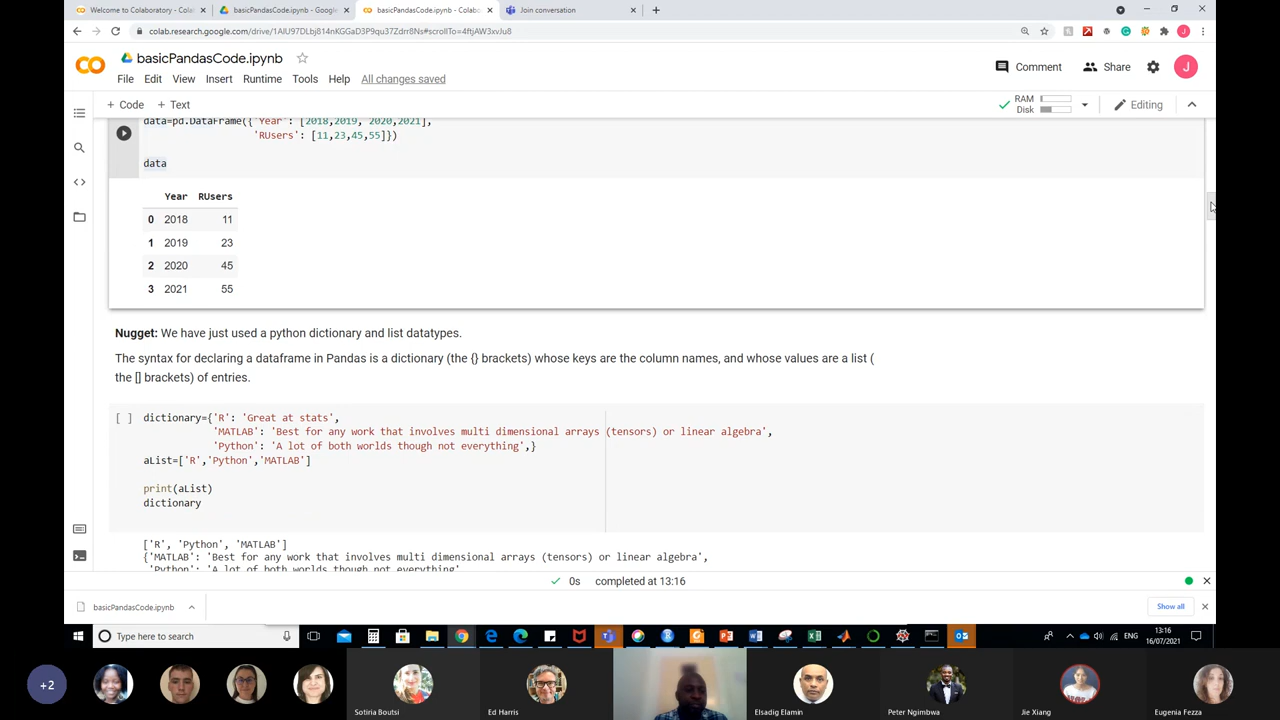 Welcome to Colaboratory - Cola
basicPandasCode.ipynb - Google
basicPandasCode.ipynb - Colabo
Join conversation
colab.research.google.com/drive/
basicPandasCode.ipynb
Comment
Share
J
File Edit View Insert Runtime Tools Help All changes saved
+ Code + Text
RAM
Disk
Editing
data=pd.DataFrame({'Year': [2018,2019, 2020,2021],
'RUsers': [11,23,45,55]})
data
Year RUsers
0 2018 11
1 2019 23
2 2020 45
3 2021 55
Nugget: We have just used a python dictionary and list datatypes.
The syntax for declaring a dataframe in Pandas is a dictionary (the {} brackets) whose keys are the column names, and whose values are a list (
the [] brackets) of entries.
[ ] dictionary={'R': 'Great at stats',
'MATLAB': 'Best for any work that involves multi dimensional arrays (tensors) or linear algebra',
'Python': 'A lot of both worlds though not everything',}
aList=['R','Python','MATLAB']
print(aList)
dictionary
['R', 'Python', 'MATLAB']
{'MATLAB': 'Best for any work that involves multi dimensional arrays (tensors) or linear algebra',
'Python': 'A lot of both worlds though not everything'
0s completed at 13:16
basicPandasCode.ipynb
Show all
Type here to search
ENG
13:16
16/07/2021
+2
Sotiria Boutsi
Ed Harris
Elsadig Elamin
Peter Ngimbwa
Jie Xiang
Eugenia Fezza